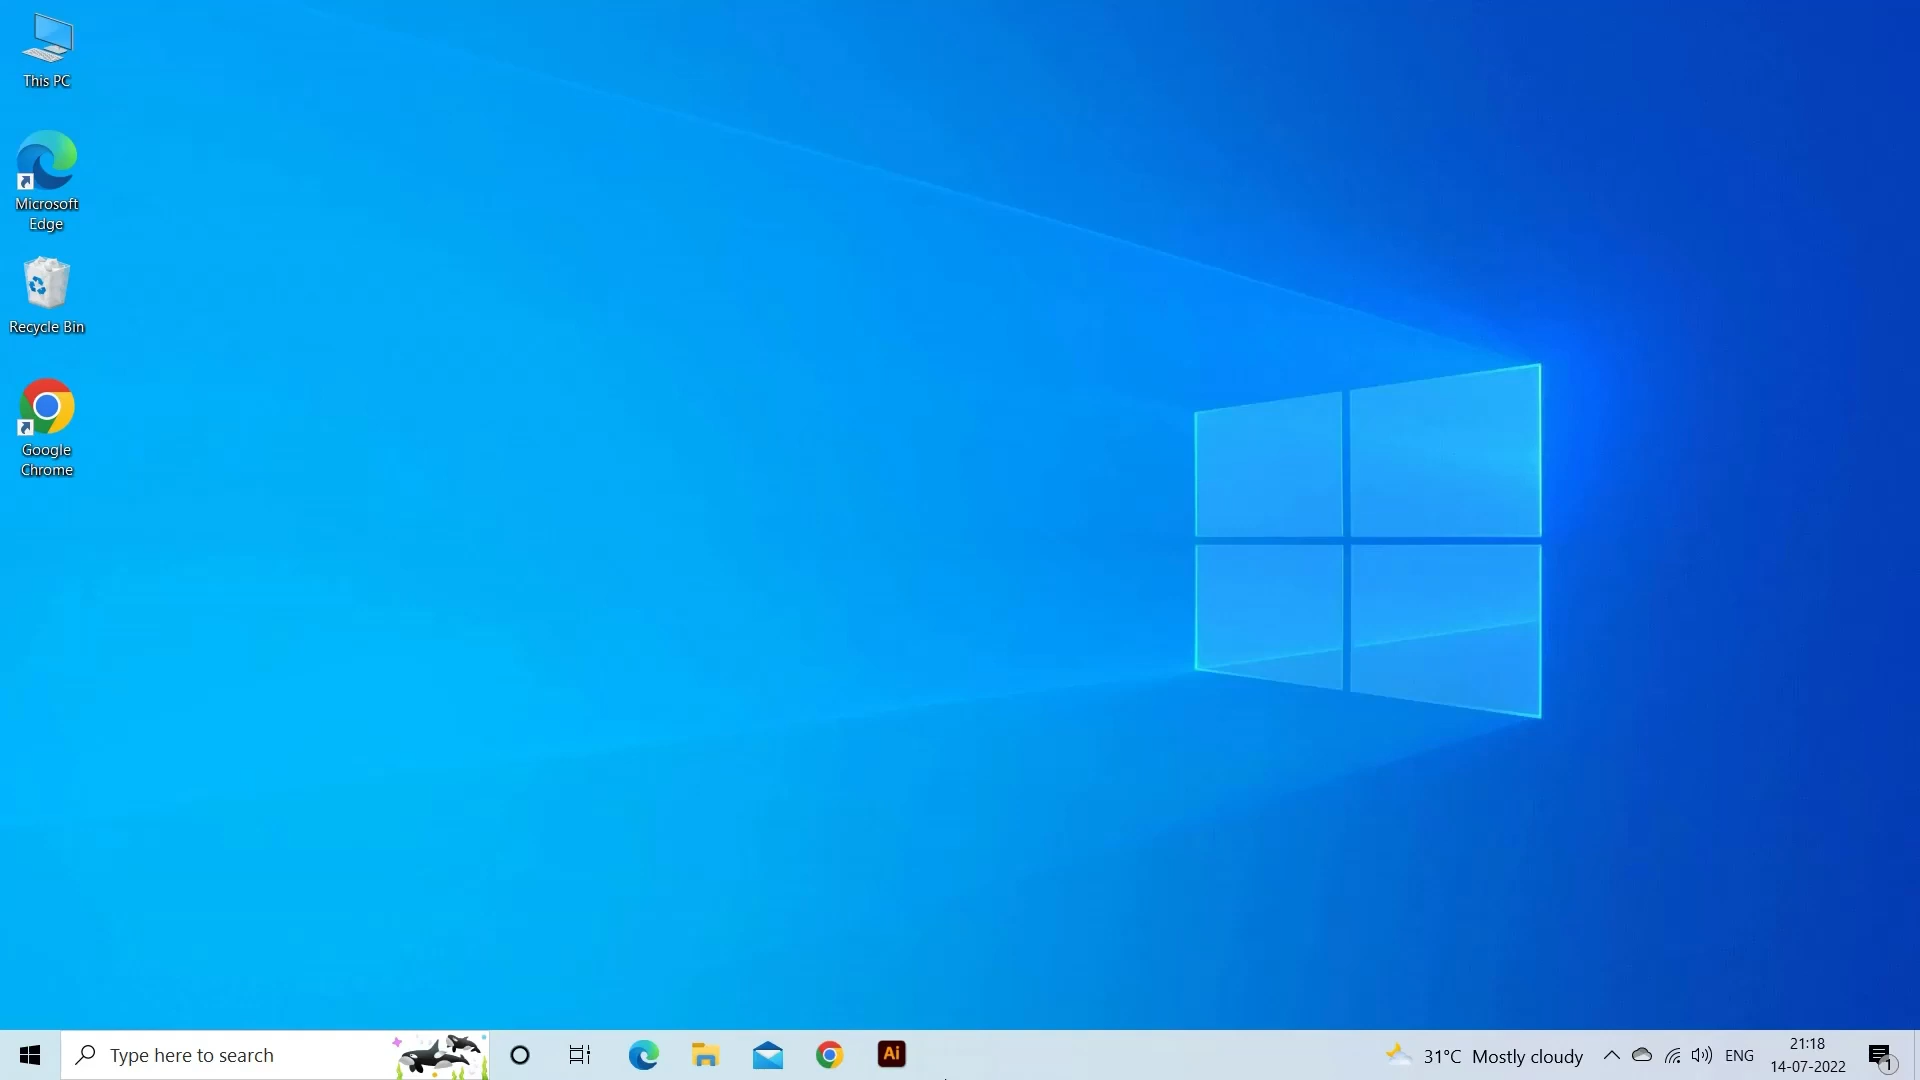 This PC
Microsoft
Edge
Recycle Bin
Google
Chrome
Type here to search
Ai
31°C Mostly cloudy
ENG
21:18
14-07-2022
1